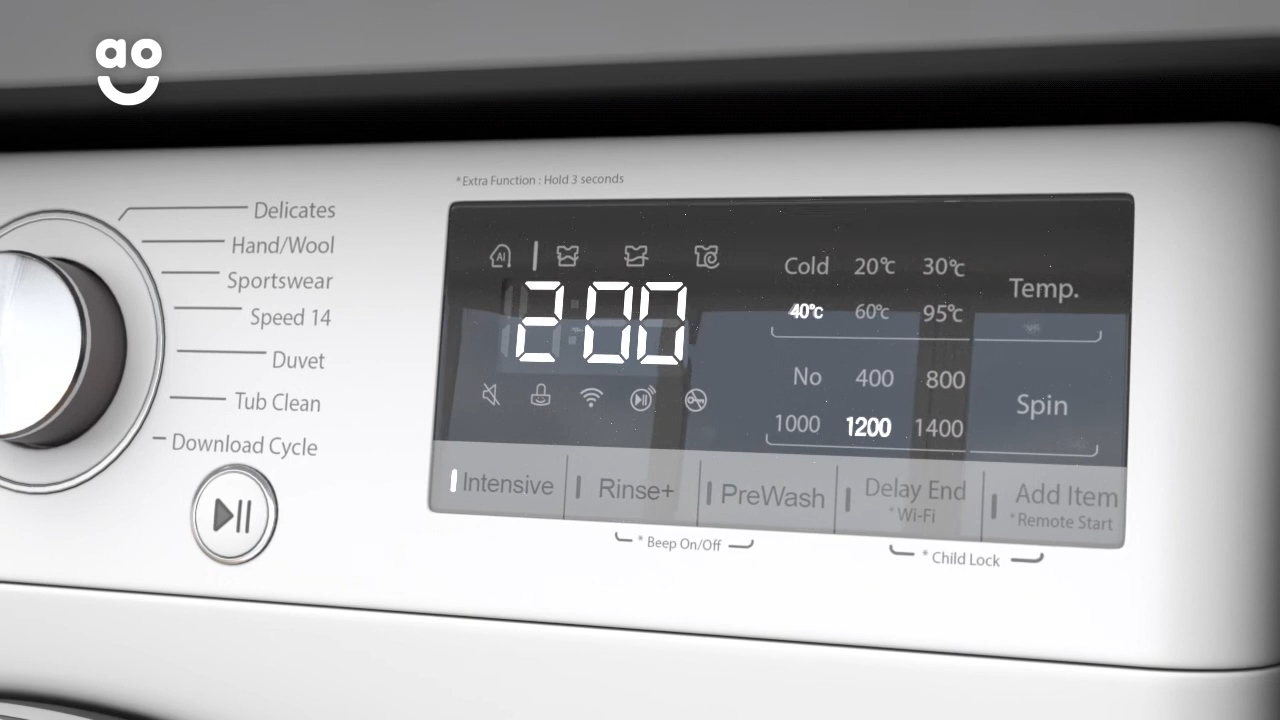 ao
*Extra Function : Hold 3 seconds
Delicates
Hand/Wool
Sportswear
Speed 14
Duvet
Tub Clean
Download Cycle
AI
2:00
Cold 20℃ 30℃
40℃ 60℃ 95℃
Temp.
No 400 800
1000 1200 1400
Spin
Intensive
Rinse+
PreWash
Delay End
*Wi-Fi
Add Item
*Remote Start
* Beep On/Off
* Child Lock